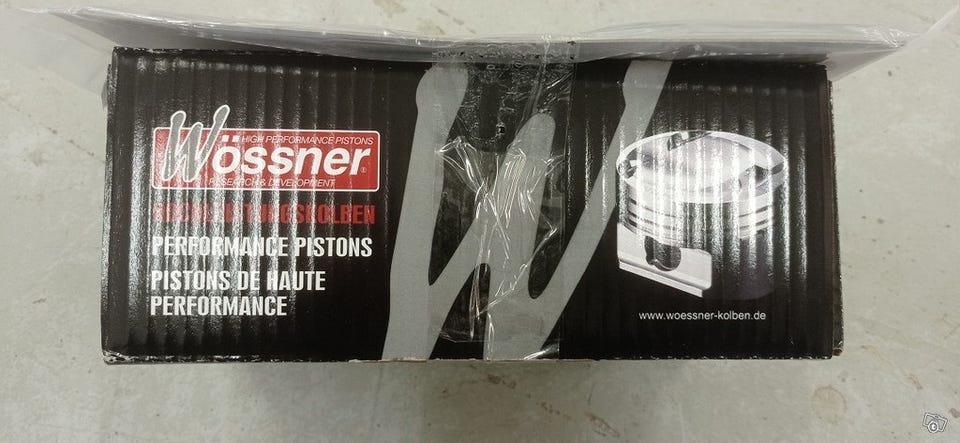 HIGH PERFORMANCE PISTONS
Wössner
RESEARCH & DEVELOPMENT
HOCHLEISTUNGSKOLBEN
PERFORMANCE PISTONS
PISTONS DE HAUTE
PERFORMANCE
www.woessner-kolben.de